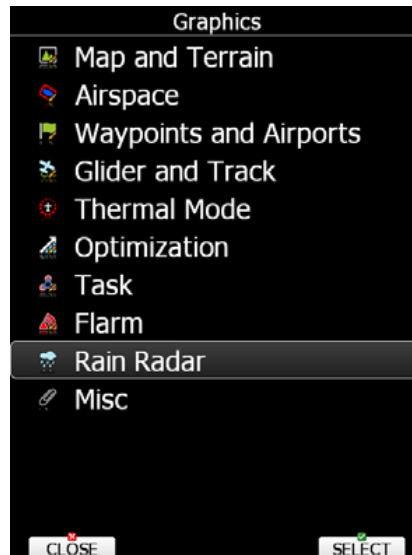 Graphics
Map and Terrain
Airspace
Waypoints and Airports
Glider and Track
Thermal Mode
Optimization
Task
Flarm
Rain Radar
Misc
CLOSE SELECT